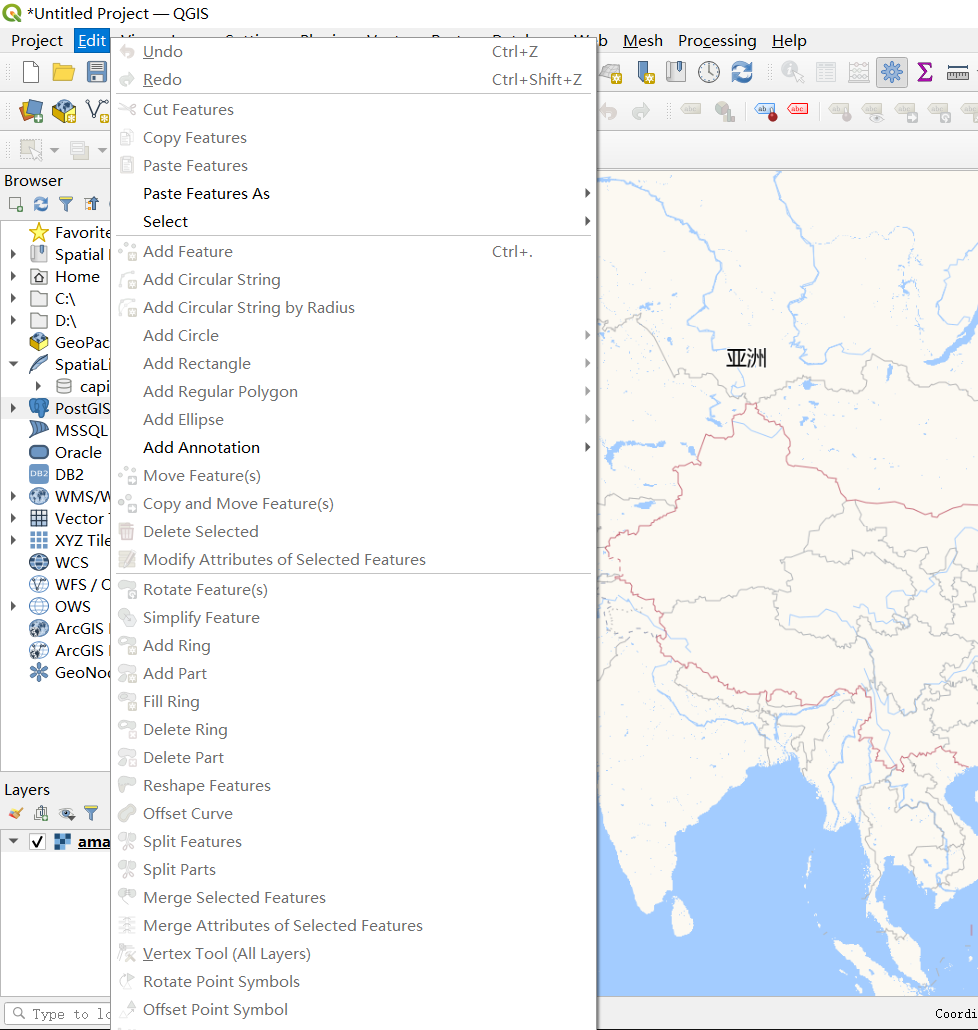 *Untitled Project — QGIS
Project Edit Mesh Processing Help
Undo Ctrl+Z
Redo Ctrl+Shift+Z
Cut Features
Copy Features
Paste Features
Paste Features As
Select
Add Feature Ctrl+.
Add Circular String
Add Circular String by Radius
Add Circle
Add Rectangle
Add Regular Polygon
Add Ellipse
Add Annotation
Move Feature(s)
Copy and Move Feature(s)
Delete Selected
Modify Attributes of Selected Features
Rotate Feature(s)
Simplify Feature
Add Ring
Add Part
Fill Ring
Delete Ring
Delete Part
Reshape Features
Offset Curve
Split Features
Split Parts
Merge Selected Features
Merge Attributes of Selected Features
Vertex Tool (All Layers)
Rotate Point Symbols
Offset Point Symbol
Browser
Favorite
Spatial
Home
C:\
D:\
GeoPac
SpatiaLi
capi
PostGIS
MSSQL
Oracle
DB2
WMS/W
Vector
XYZ Tile
WCS
WFS / O
OWS
ArcGIS
ArcGIS
GeoNo
Layers
ama
Type to lo
亚洲
Coordi